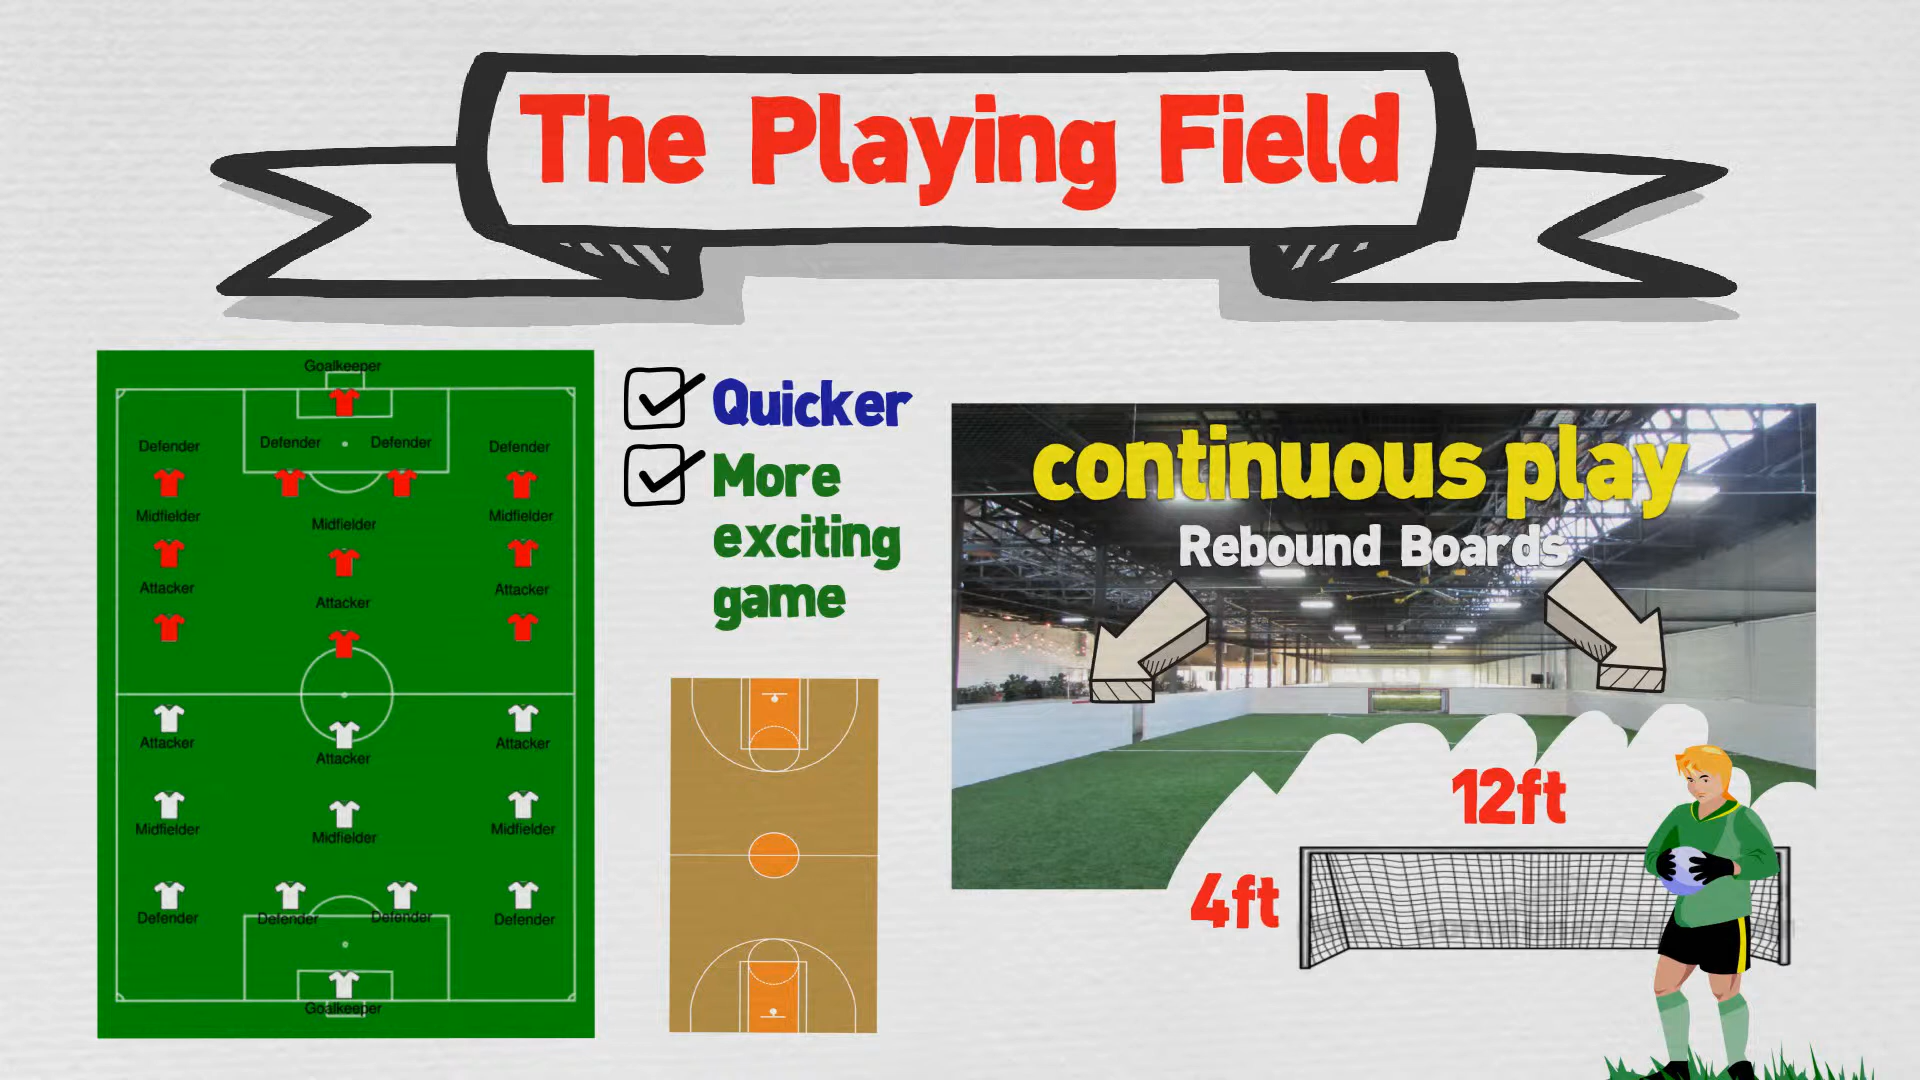 The Playing Field
Goalkeeper
Defender Defender Defender Defender
Midfielder Midfielder Midfielder
Attacker Attacker Attacker
Attacker Attacker Attacker
Midfielder Midfielder Midfielder
Defender Defender Defender Defender
Goalkeeper
Quicker
More
exciting
game
continuous play
Rebound Boards
12ft
4ft